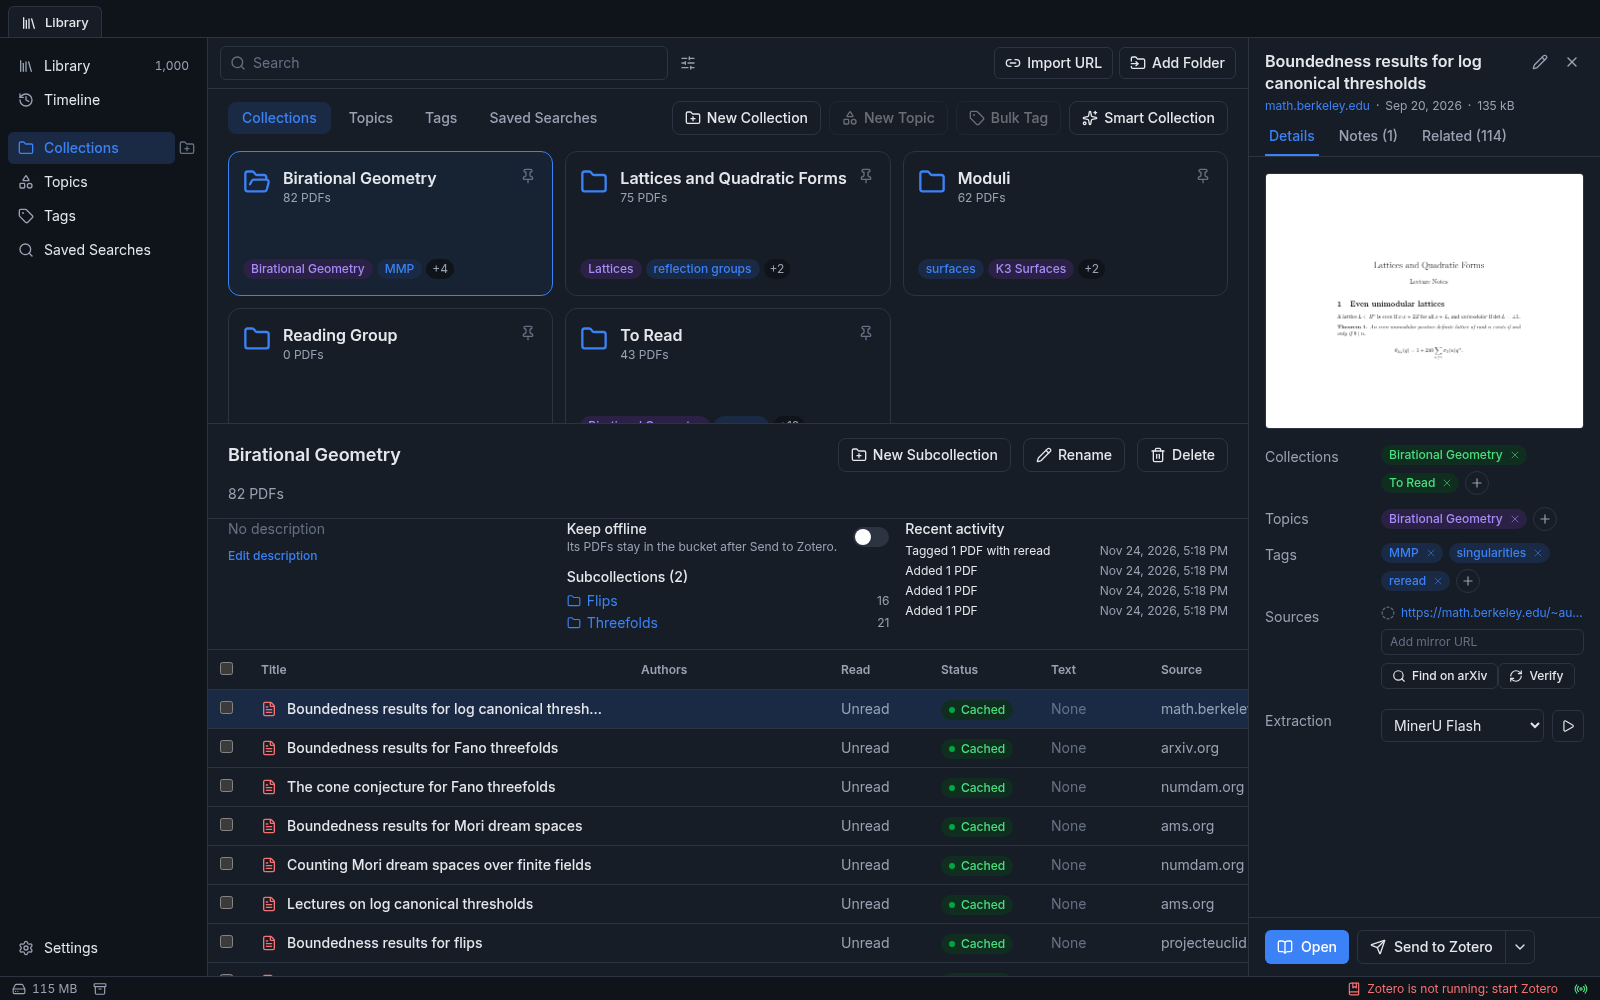 Library
Library 1,000
Timeline
Collections
Topics
Tags
Saved Searches
Settings
Search
Import URL
Add Folder
Collections Topics Tags Saved Searches
New Collection
New Topic
Bulk Tag
Smart Collection
Birational Geometry
82 PDFs
Birational Geometry MMP +4
Lattices and Quadratic Forms
75 PDFs
Lattices reflection groups +2
Moduli
62 PDFs
surfaces K3 Surfaces +2
Reading Group
0 PDFs
To Read
43 PDFs
Birational Geometry
New Subcollection
Rename
Delete
82 PDFs
No description
Edit description
Keep offline
Its PDFs stay in the bucket after Send to Zotero.
Subcollections (2)
Flips 16
Threefolds 21
Recent activity
Tagged 1 PDF with reread Nov 24, 2026, 5:18 PM
Added 1 PDF Nov 24, 2026, 5:18 PM
Added 1 PDF Nov 24, 2026, 5:18 PM
Added 1 PDF Nov 24, 2026, 5:18 PM
Title Authors Read Status Text Source
Boundedness results for log canonical thresh... Unread Cached None math.berkele
Boundedness results for Fano threefolds Unread Cached None arxiv.org
The cone conjecture for Fano threefolds Unread Cached None numdam.org
Boundedness results for Mori dream spaces Unread Cached None ams.org
Counting Mori dream spaces over finite fields Unread Cached None numdam.org
Lectures on log canonical thresholds Unread Cached None ams.org
Boundedness results for flips Unread Cached None projecteuclid
Boundedness results for log
canonical thresholds
math.berkeley.edu · Sep 20, 2026 · 135 kB
Details Notes (1) Related (114)
Lattices and Quadratic Forms
Lecture Notes
1 Even unimodular lattices
Collections Birational Geometry
To Read
Topics Birational Geometry
Tags MMP singularities
reread
Sources https://math.berkeley.edu/~au...
Add mirror URL
Find on arXiv Verify
Extraction MinerU Flash
Open
Send to Zotero
115 MB
Zotero is not running: start Zotero